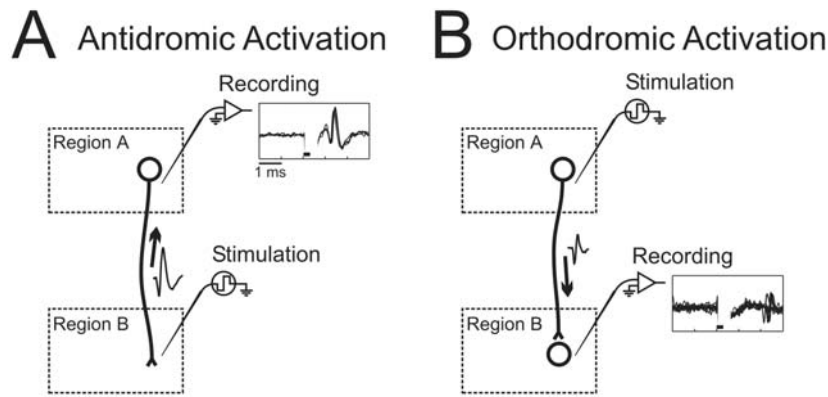 A Antidromic Activation
Recording
Region A
1 ms
Stimulation
Region B
B Orthodromic Activation
Stimulation
Region A
Recording
Region B